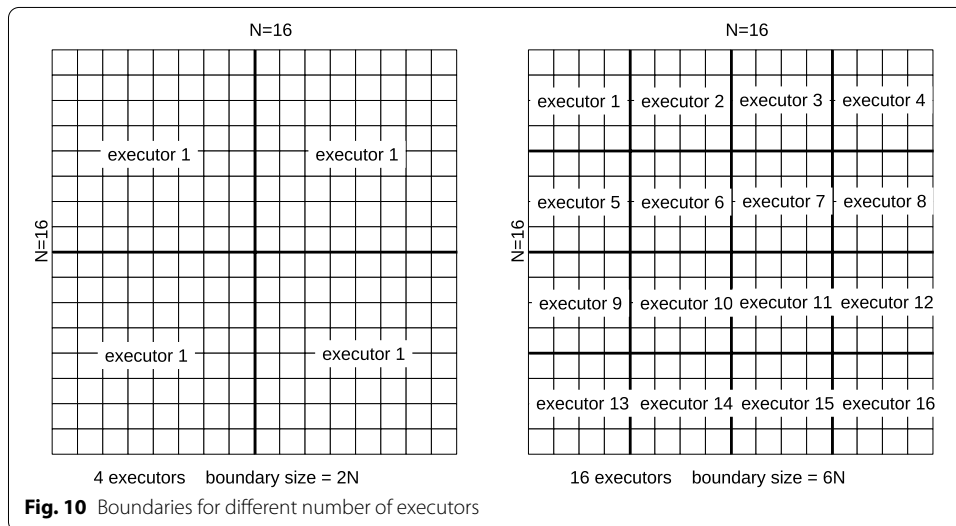 N=16
N=16
executor 1 executor 1
executor 1 executor 1
4 executors boundary size = 2N
N=16
N=16
executor 1 executor 2 executor 3 executor 4
executor 5 executor 6 executor 7 executor 8
executor 9 executor 10 executor 11 executor 12
executor 13 executor 14 executor 15 executor 16
16 executors boundary size = 6N
Fig. 10 Boundaries for different number of executors